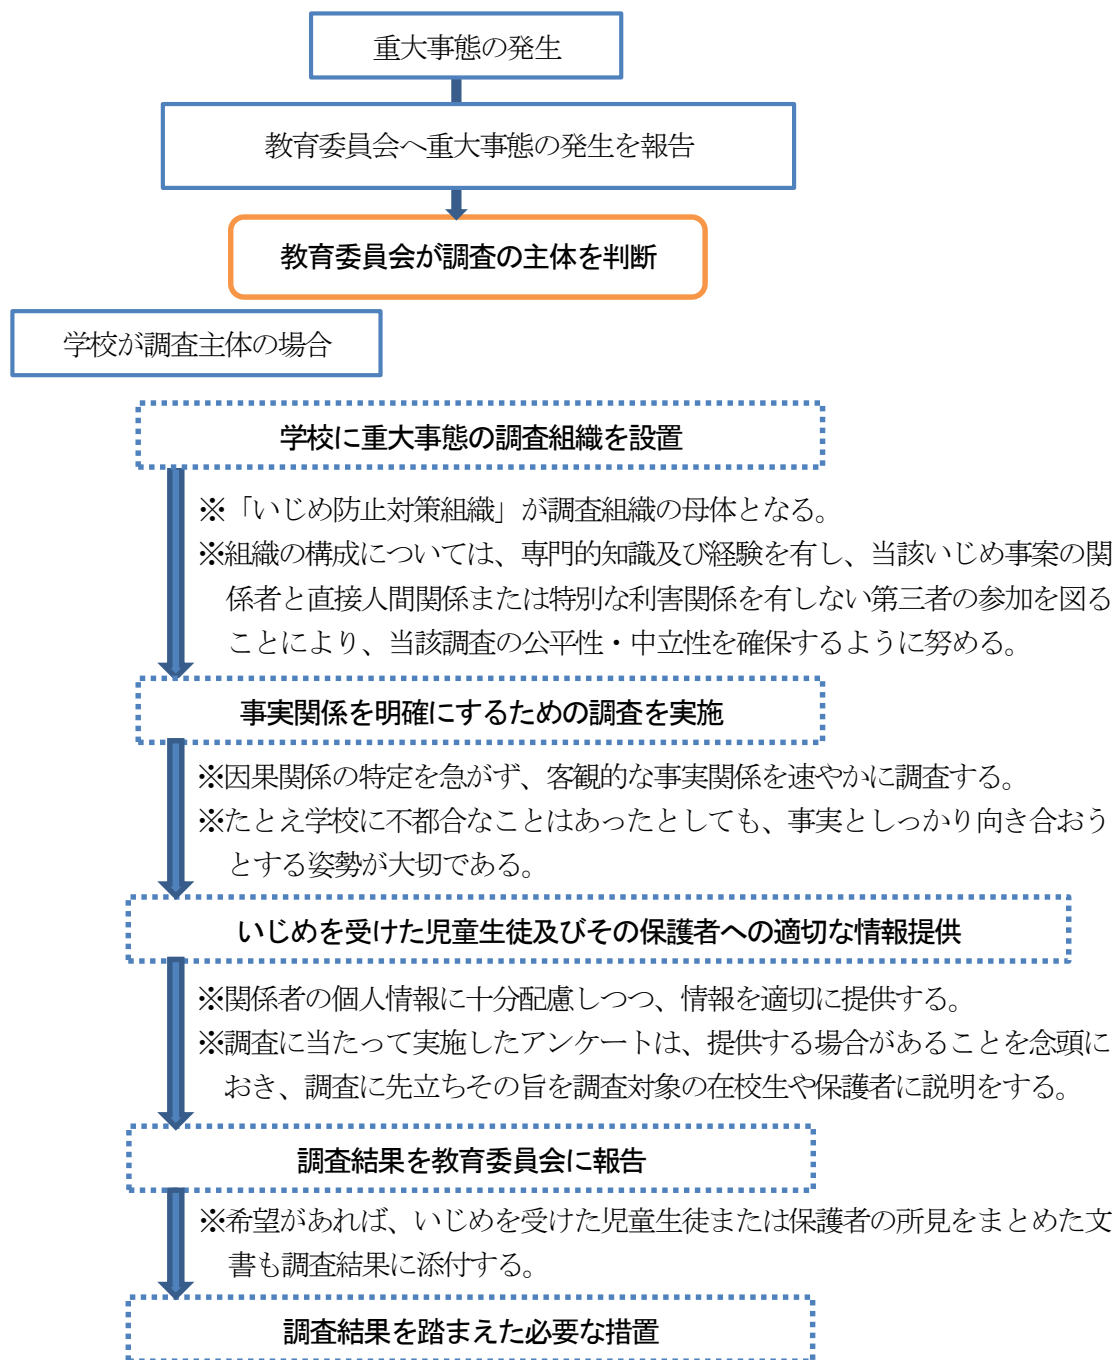 重大事態の発生
教育委員会へ重大事態の発生を報告
教育委員会が調査の主体を判断
学校が調査主体の場合
学校に重大事態の調査組織を設置
※「いじめ防止対策組織」が調査組織の母体となる。
※組織の構成については、専門的知識及び経験を有し、当該いじめ事案の関
係者と直接人間関係または特別な利害関係を有しない第三者の参加を図る
ことにより、当該調査の公平性・中立性を確保するように努める。
事実関係を明確にするための調査を実施
※因果関係の特定を急がず、客観的な事実関係を速やかに調査する。
※たとえ学校に不都合なことはあったとしても、事実としっかり向き合おう
とする姿勢が大切である。
いじめを受けた児童生徒及びその保護者への適切な情報提供
※関係者の個人情報に十分配慮しつつ、情報を適切に提供する。
※調査に当たって実施したアンケートは、提供する場合があることを念頭に
おき、調査に先立ちその旨を調査対象の在校生や保護者に説明をする。
調査結果を教育委員会に報告
※希望があれば、いじめを受けた児童生徒または保護者の所見をまとめた文
書も調査結果に添付する。
調査結果を踏まえた必要な措置